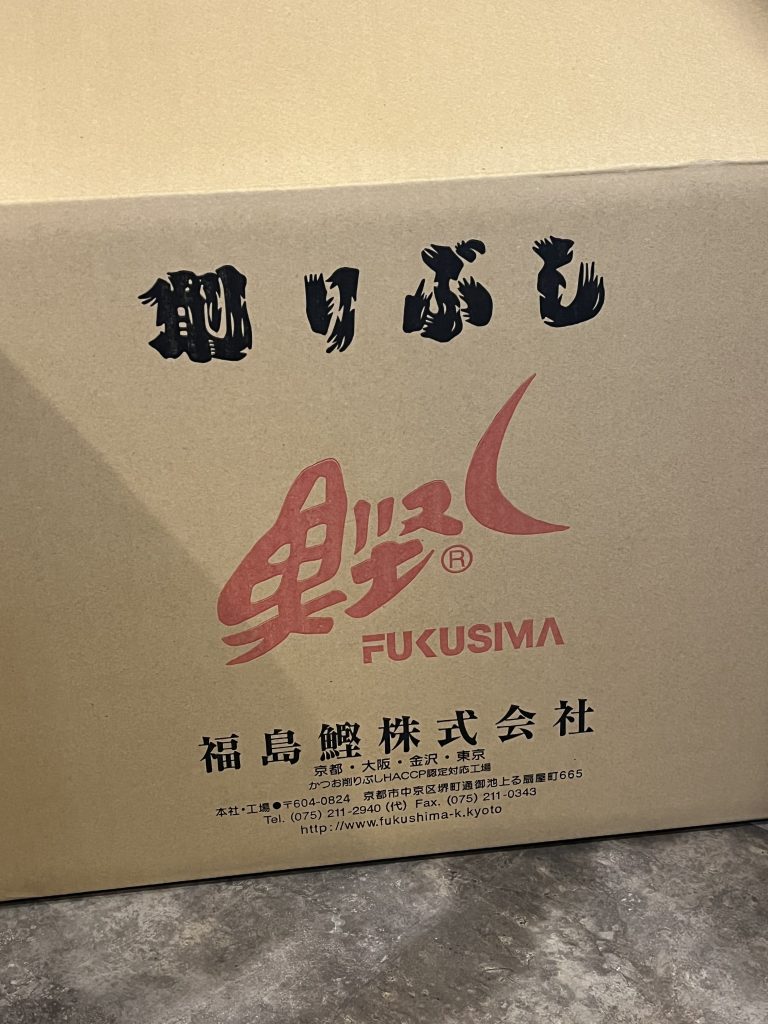 削りぶし
鰹
®
FUKUSIMA
福島鰹株式会社
京都・大阪・金沢・東京
かつお削りぶしHACCP認定対応工場
本社・工場●〒604-0824 京都市中京区堺町通御池上る扇屋町665
Tel. (075) 211-2940 (代) Fax. (075) 211-0343
http://www.fukushima-k.kyoto